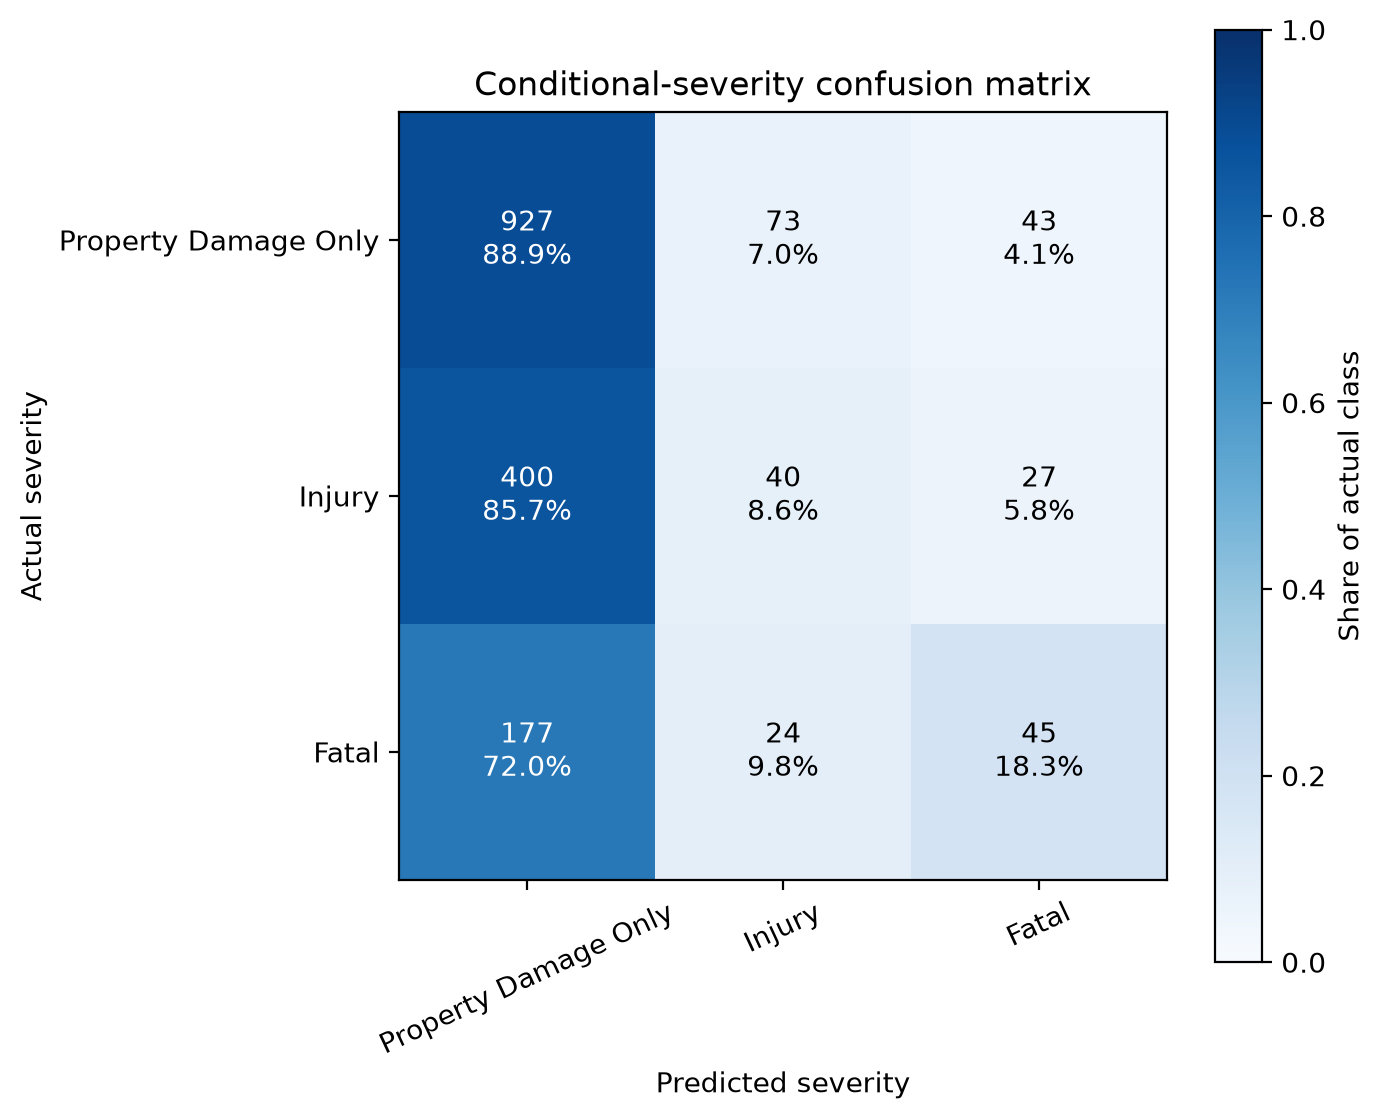 Conditional-severity confusion matrix
Property Damage Only
927
88.9%
73
7.0%
43
4.1%
Injury
400
85.7%
40
8.6%
27
5.8%
Fatal
177
72.0%
24
9.8%
45
18.3%
Actual severity
Property Damage Only
Injury
Fatal
Predicted severity
1.0
0.8
0.6
0.4
0.2
0.0
Share of actual class